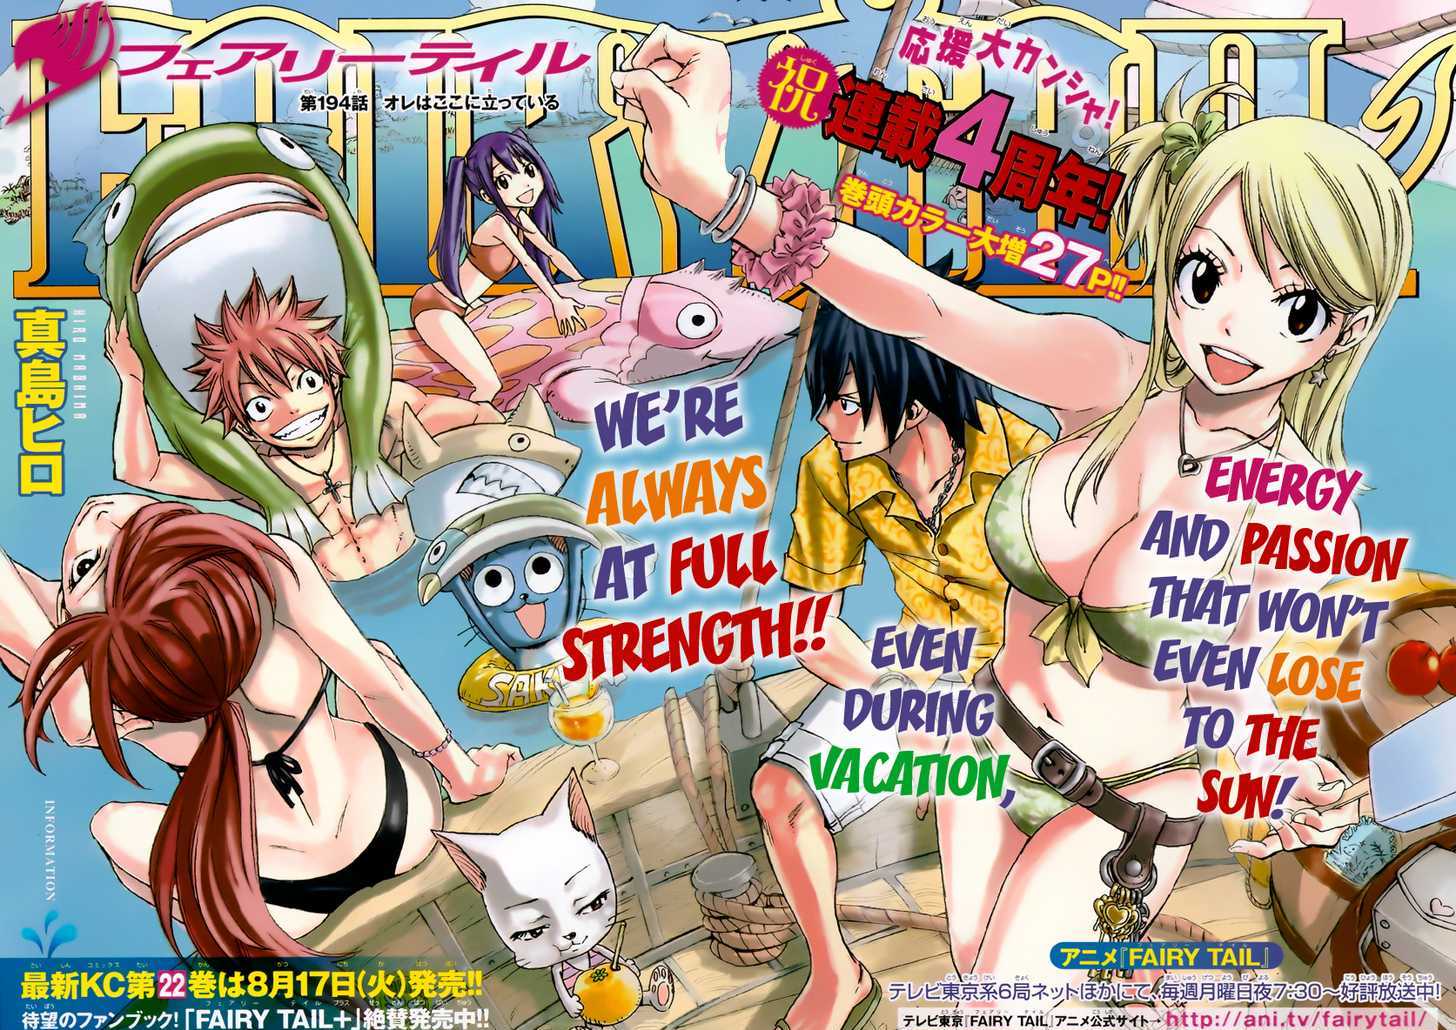 FAIRY TAIL
フェアリーテイル
第194話 オレはここに立っている
応援大カンシャ!
祝
連載4周年!
巻頭カラー大増27P!!
真島ヒロ
HIRO MASHIMA
WE'RE
ALWAYS
AT FULL
STRENGTH!!
EVEN
DURING
VACATION,
ENERGY
AND PASSION
THAT WON'T
EVEN LOSE
TO THE
SUN!
SAK
INFORMATION
最新KC第22巻は8月17日(火)発売!!
待望のファンブック!「FAIRY TAIL+」絶賛発売中!!
アニメ『FAIRY TAIL』
テレビ東京系6局ネットほかにて、毎週月曜日夜7:30~好評放送中!
テレビ東京『FAIRY TAIL』アニメ公式サイト→http://ani.tv/fairytail/